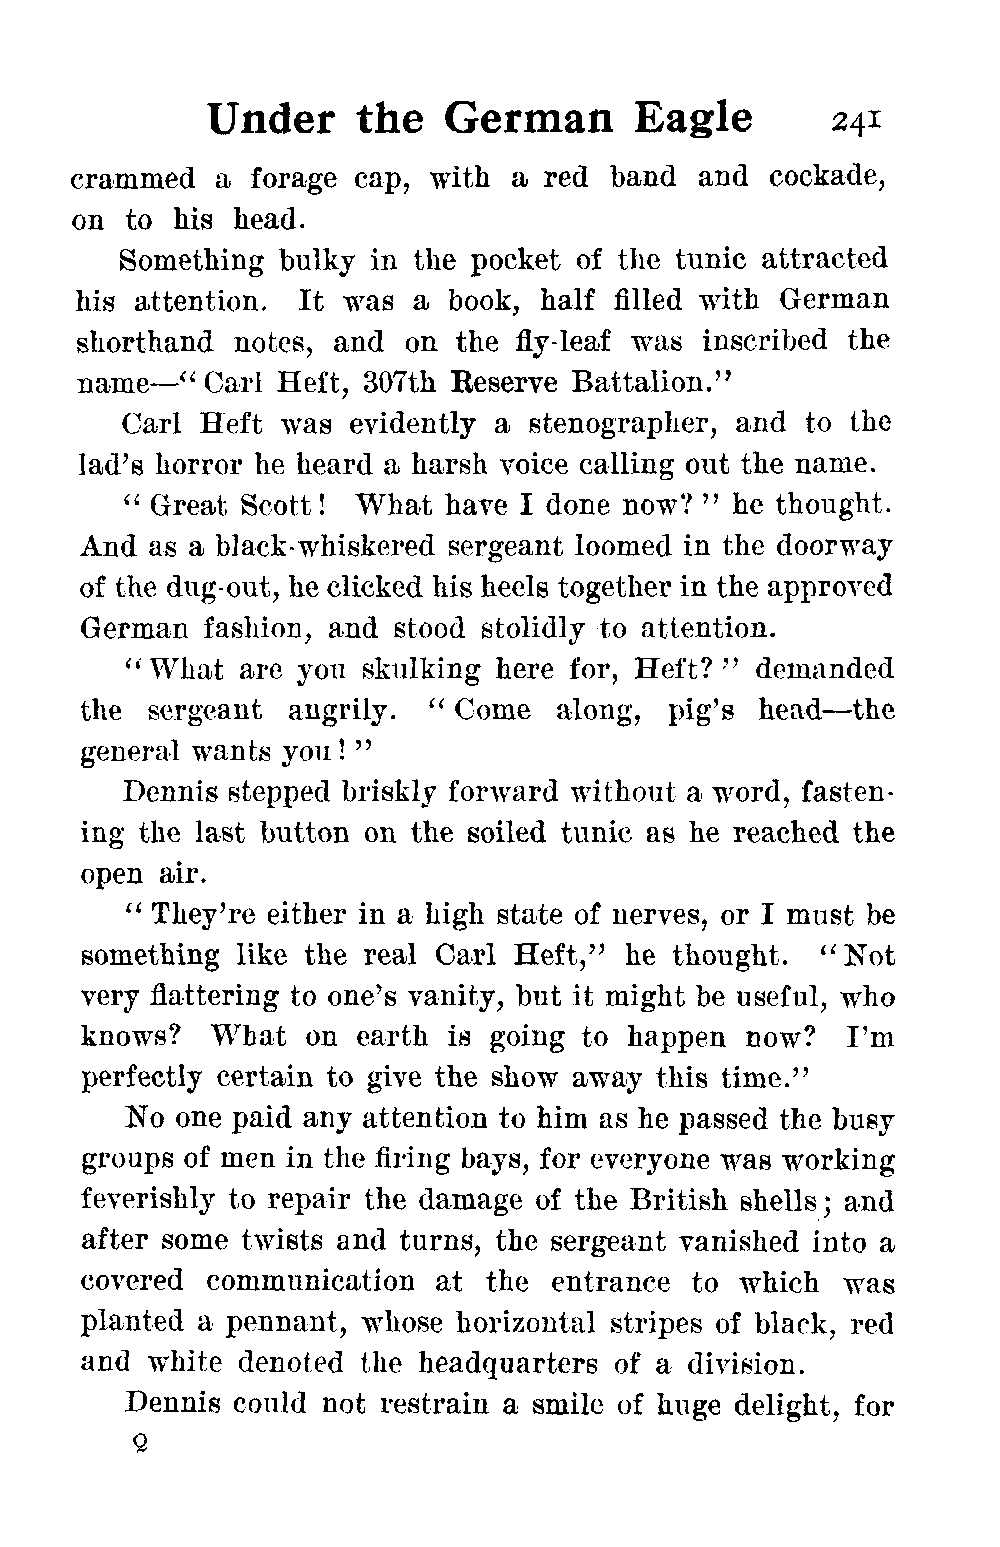 Under the German Eagle 241
crammed a forage cap, with a red band and cockade,
on to his head.
Something bulky in the pocket of the tunic attracted
his attention. It was a book, half filled with German
shorthand notes, and on the fly-leaf was inscribed the
name—“Carl Heft, 307th Reserve Battalion.”
Carl Heft was evidently a stenographer, and to the
lad’s horror he heard a harsh voice calling out the name.
“Great Scott! What have I done now?” he thought.
And as a black-whiskered sergeant loomed in the doorway
of the dug-out, he clicked his heels together in the approved
German fashion, and stood stolidly to attention.
“What are you skulking here for, Heft?” demanded
the sergeant angrily. “Come along, pig’s head—the
general wants you!”
Dennis stepped briskly forward without a word, fasten-
ing the last button on the soiled tunic as he reached the
open air.
“They’re either in a high state of nerves, or I must be
something like the real Carl Heft,” he thought. “Not
very flattering to one’s vanity, but it might be useful, who
knows? What on earth is going to happen now? I’m
perfectly certain to give the show away this time.”
No one paid any attention to him as he passed the busy
groups of men in the firing bays, for everyone was working
feverishly to repair the damage of the British shells; and
after some twists and turns, the sergeant vanished into a
covered communication at the entrance to which was
planted a pennant, whose horizontal stripes of black, red
and white denoted the headquarters of a division.
Dennis could not restrain a smile of huge delight, for
Q